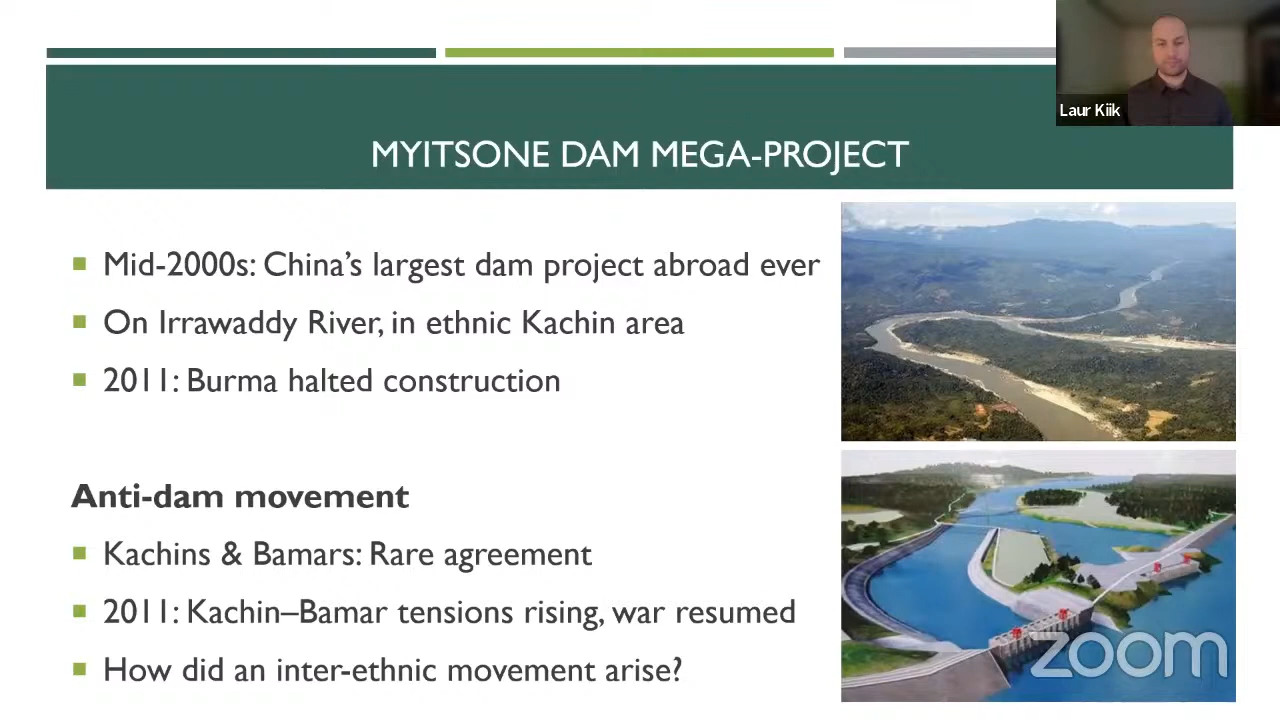 Laur Kiik
MYITSONE DAM MEGA-PROJECT
Mid-2000s: China's largest dam project abroad ever
On Irrawaddy River, in ethnic Kachin area
2011: Burma halted construction
Anti-dam movement
Kachins & Bamars: Rare agreement
2011: Kachin–Bamar tensions rising, war resumed
How did an inter-ethnic movement arise?
zoom